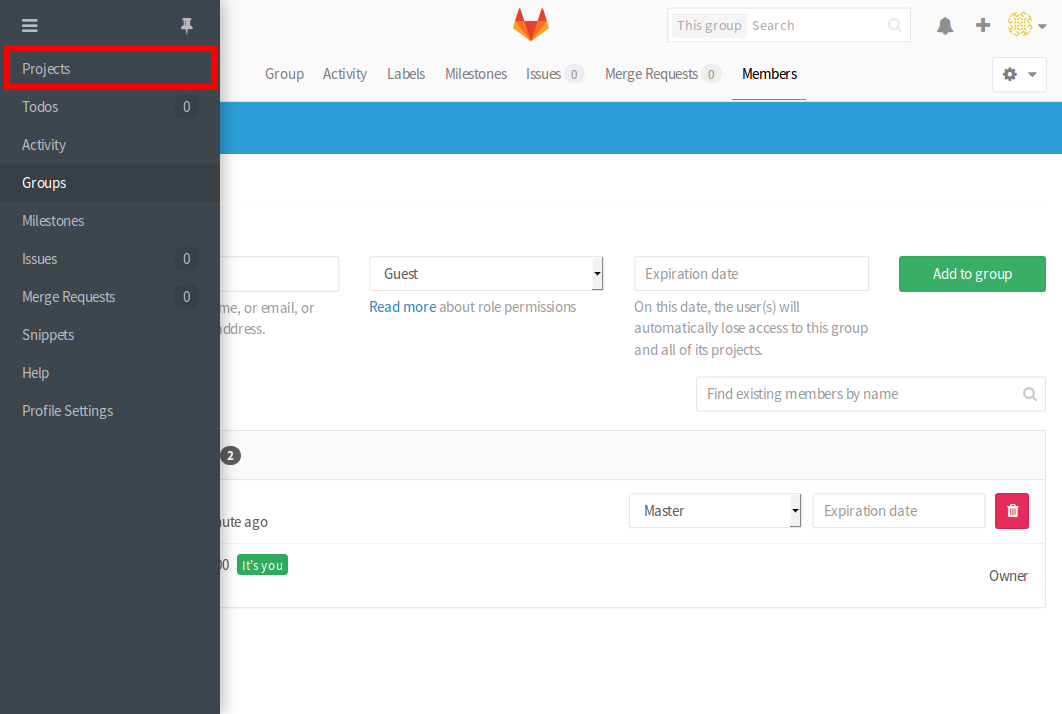 This group Search
Projects
Group Activity Labels Milestones Issues 0 Merge Requests 0 Members
Todos 0
Activity
Groups
Milestones
Issues 0
Merge Requests 0
Snippets
Help
Profile Settings
Guest
Expiration date
Add to group
me, or email, or
address.
Read more about role permissions
On this date, the user(s) will
automatically lose access to this group
and all of its projects.
Find existing members by name
2
ute ago
Master
Expiration date
00 It's you
Owner